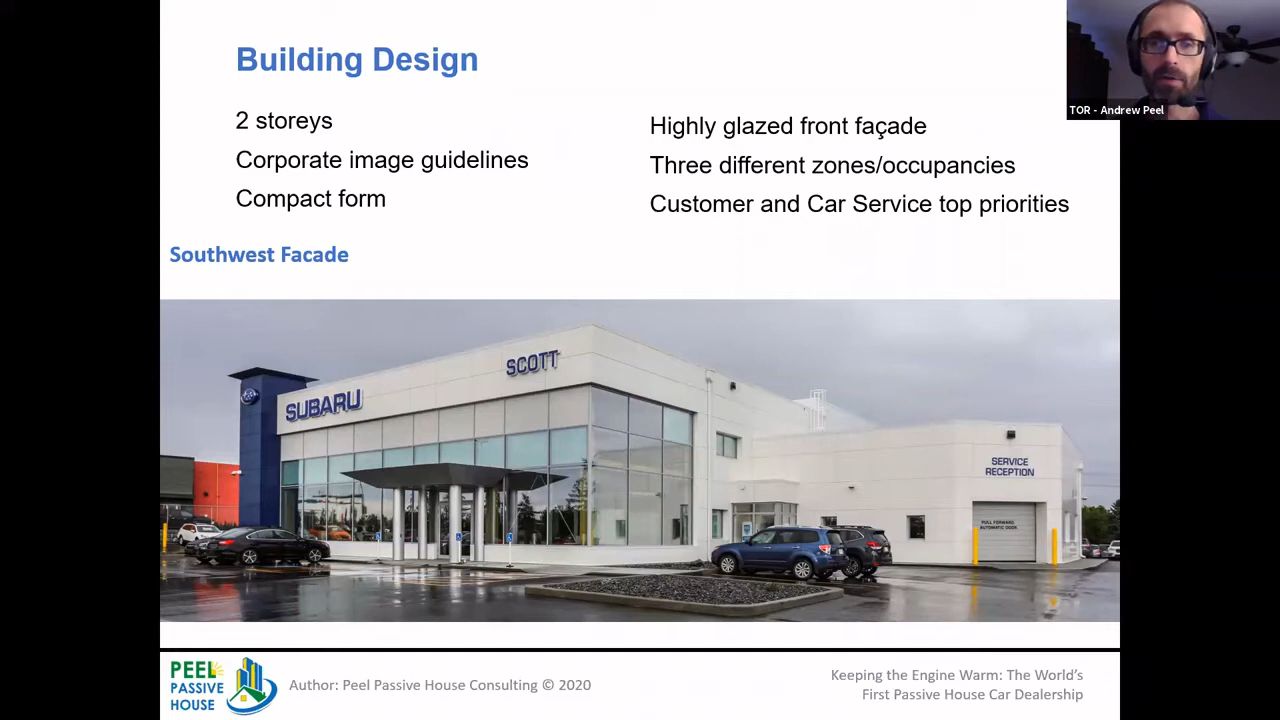 Building Design
2 storeys
Corporate image guidelines
Compact form
Highly glazed front façade
Three different zones/occupancies
Customer and Car Service top priorities
TOR - Andrew Peel
Southwest Facade
SUBARU
SCOTT
SERVICE
RECEPTION
PULL FORWARD
AUTOMATIC DOOR
PEEL
PASSIVE
HOUSE
Author: Peel Passive House Consulting © 2020
Keeping the Engine Warm: The World's
First Passive House Car Dealership